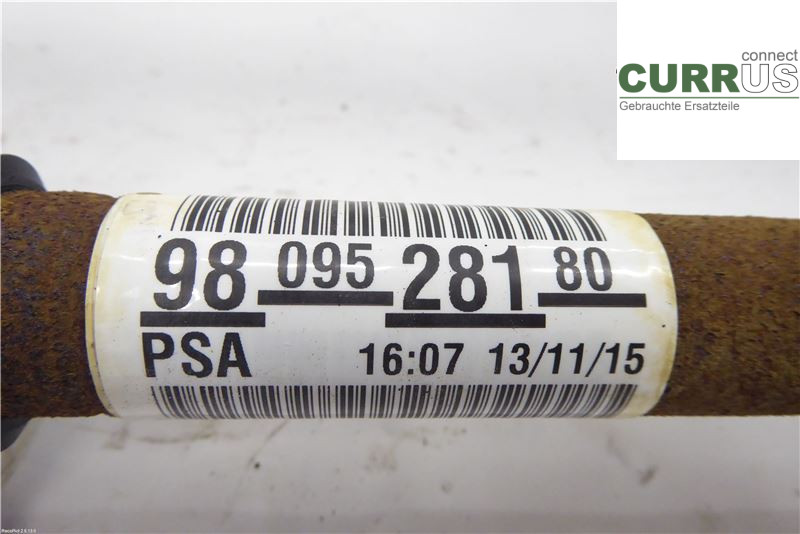 connect
CURRUS
Gebrauchte Ersatzteile
98 095 281 80
PSA 16:07 13/11/15